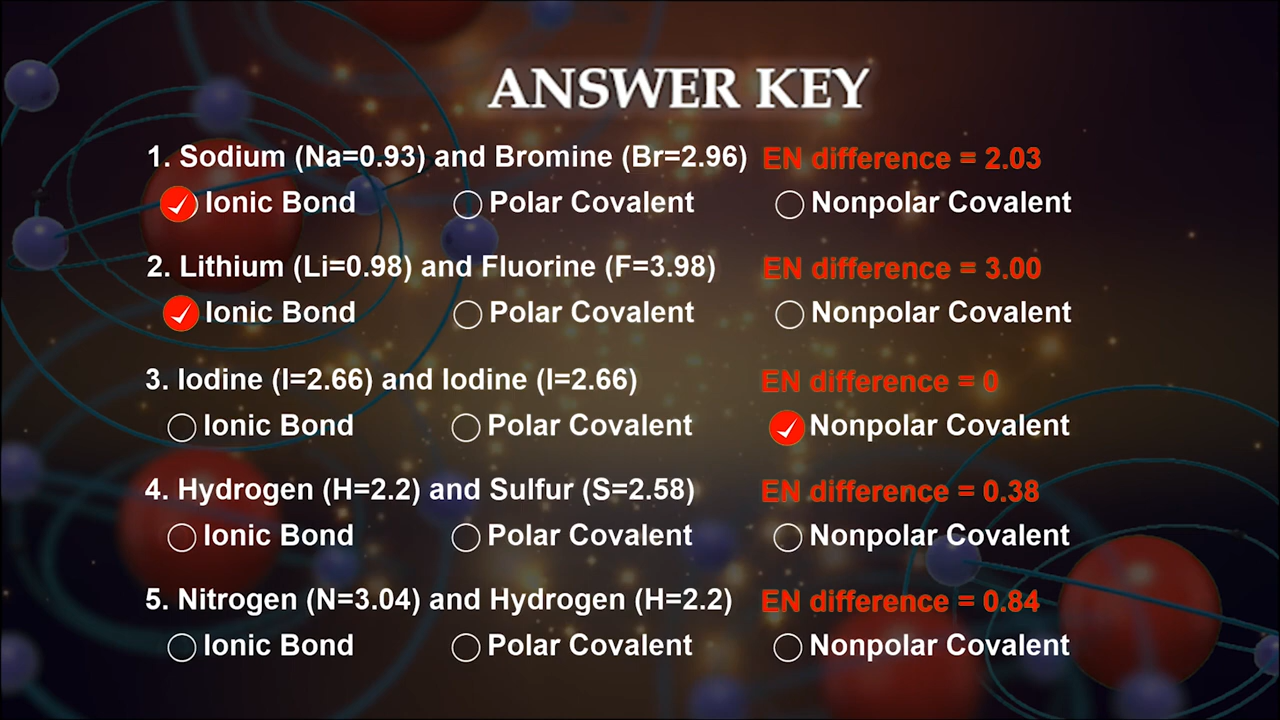 ANSWER KEY
1. Sodium (Na=0.93) and Bromine (Br=2.96) EN difference = 2.03
Ionic Bond Polar Covalent Nonpolar Covalent
2. Lithium (Li=0.98) and Fluorine (F=3.98) EN difference = 3.00
Ionic Bond Polar Covalent Nonpolar Covalent
3. Iodine (I=2.66) and Iodine (I=2.66) EN difference = 0
Ionic Bond Polar Covalent Nonpolar Covalent
4. Hydrogen (H=2.2) and Sulfur (S=2.58) EN difference = 0.38
Ionic Bond Polar Covalent Nonpolar Covalent
5. Nitrogen (N=3.04) and Hydrogen (H=2.2) EN difference = 0.84
Ionic Bond Polar Covalent Nonpolar Covalent